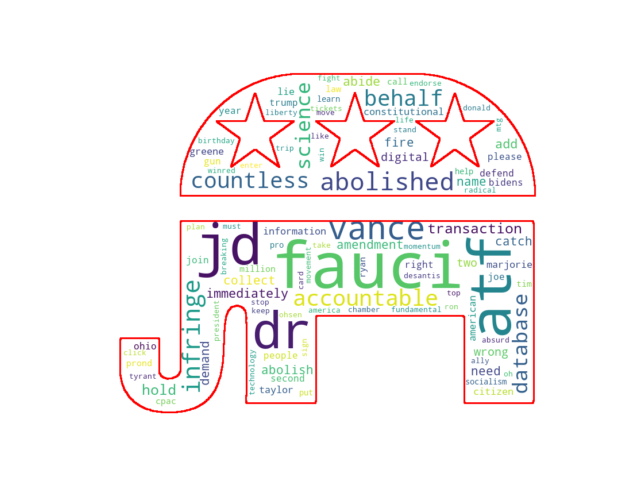 fight abide call endorse
lie law
trump learn behalf
year tickets move constitutional donald
liberty science life gtm
stand
birthday like fire add
greene trip win digital please
gun enter help defend
winred name bidens
countless abolished radical
plan must information vance transaction
jd breaking pro take amendment momentum catch
fauci atf
join million movement ryan right two marjorie
collect card desantis joe
immediately accountable top tim
infringe president stop keep america chamber fundamental ron american database
dr
ohio demand sign absurd
click people wrong
prond technology abolish ally
tyrant second need oh
hold taylor put socialism
cpac citizen